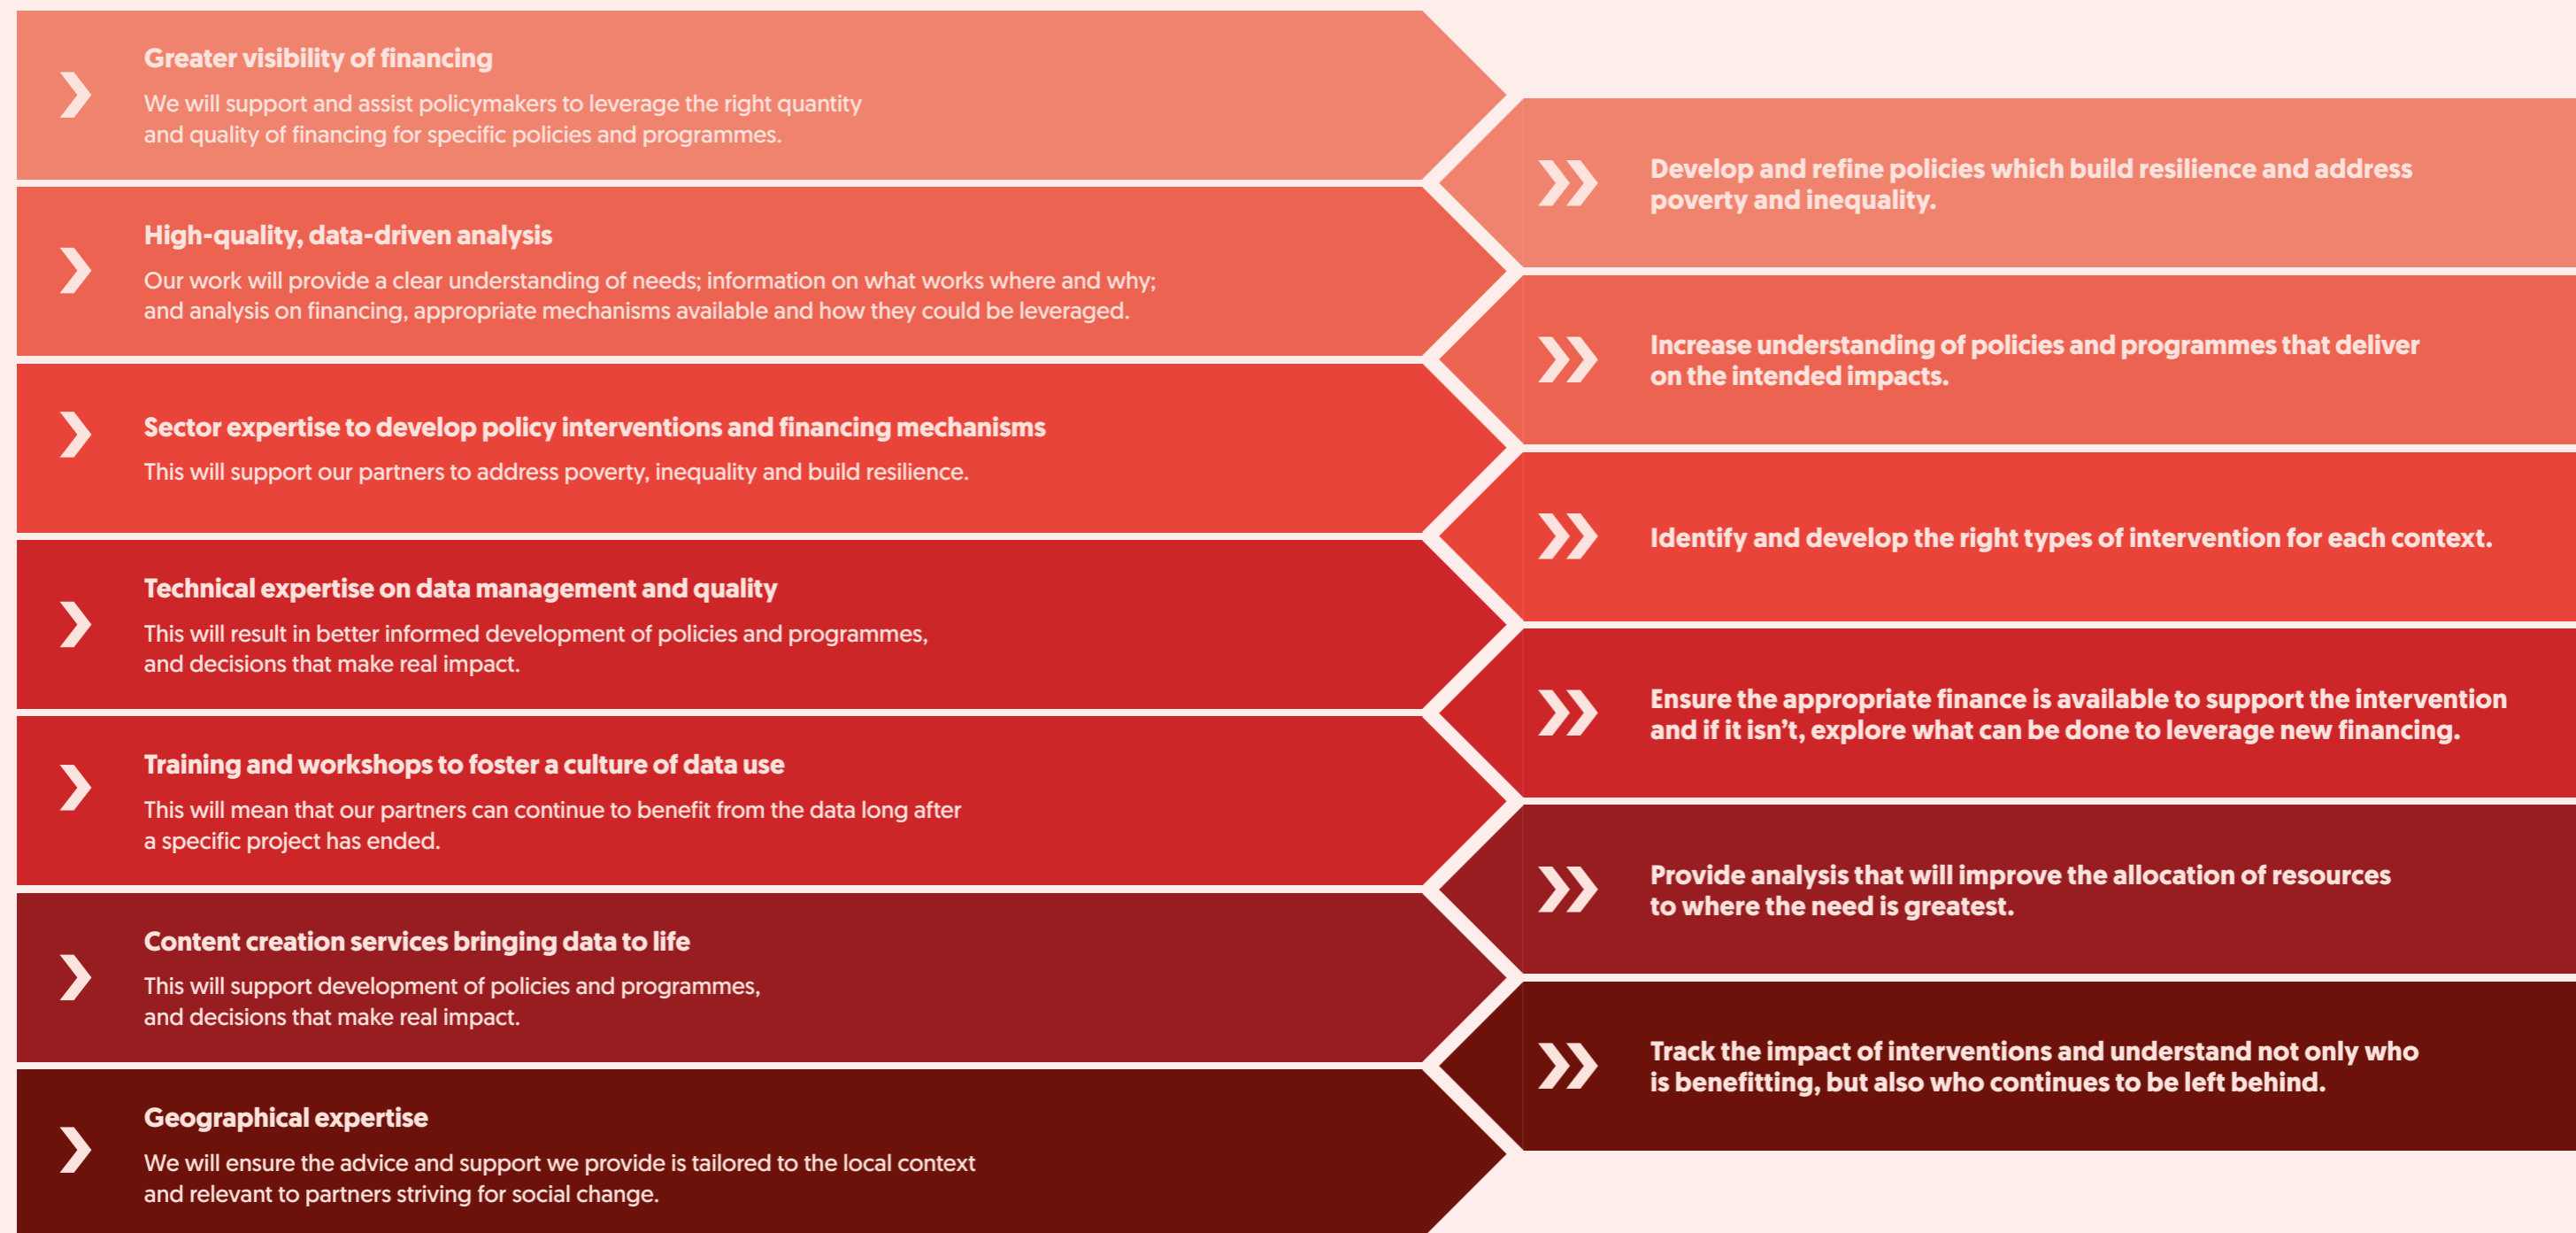 Greater visibility of financing
We will support and assist policymakers to leverage the right quantity
and quality of financing for specific policies and programmes.
High-quality, data-driven analysis
Our work will provide a clear understanding of needs; information on what works where and why;
and analysis on financing, appropriate mechanisms available and how they could be leveraged.
Sector expertise to develop policy interventions and financing mechanisms
This will support our partners to address poverty, inequality and build resilience.
Technical expertise on data management and quality
This will result in better informed development of policies and programmes,
and decisions that make real impact.
Training and workshops to foster a culture of data use
This will mean that our partners can continue to benefit from the data long after
a specific project has ended.
Content creation services bringing data to life
This will support development of policies and programmes,
and decisions that make real impact.
Geographical expertise
We will ensure the advice and support we provide is tailored to the local context
and relevant to partners striving for social change.
Develop and refine policies which build resilience and address
poverty and inequality.
Increase understanding of policies and programmes that deliver
on the intended impacts.
Identify and develop the right types of intervention for each context.
Ensure the appropriate finance is available to support the intervention
and if it isn’t, explore what can be done to leverage new financing.
Provide analysis that will improve the allocation of resources
to where the need is greatest.
Track the impact of interventions and understand not only who
is benefitting, but also who continues to be left behind.